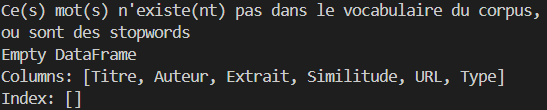 Ce(s) mot(s) n'existe(nt) pas dans le vocabulaire du corpus,
ou sont des stopwords
Empty DataFrame
Columns: [Titre, Auteur, Extrait, Similitude, URL, Type]
Index: []